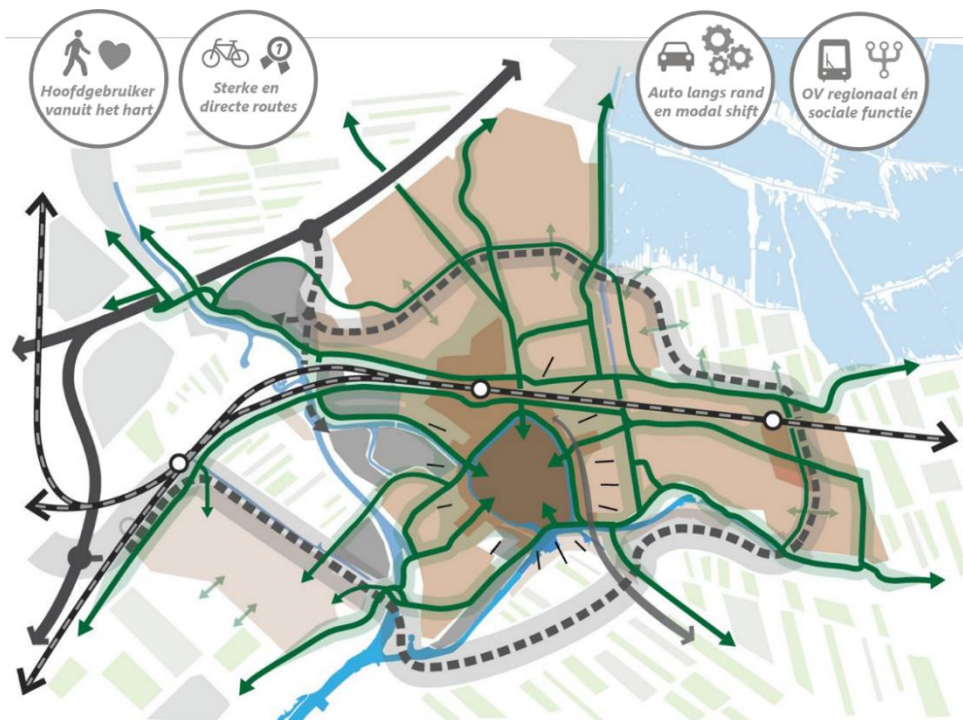 Hoofdgebruiker
vanuit het hart
1
Sterke en
directe routes
Auto langs rand
en modal shift
OV regionaal én
sociale functie